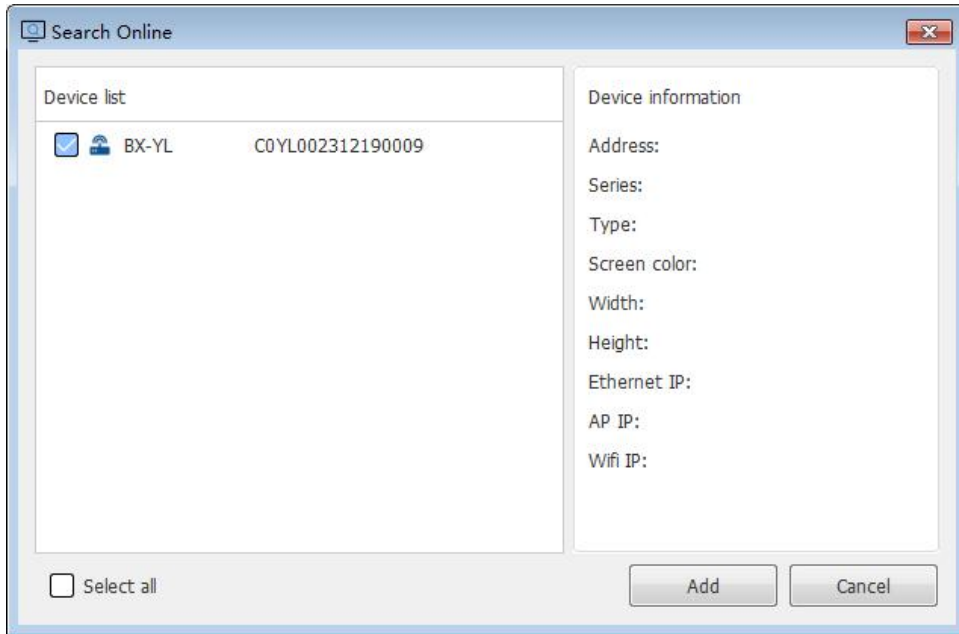 Search Online
Device list
BX-YL C0YL002312190009
Device information
Address:
Series:
Type:
Screen color:
Width:
Height:
Ethernet IP:
AP IP:
Wifi IP:
Select all
Add
Cancel